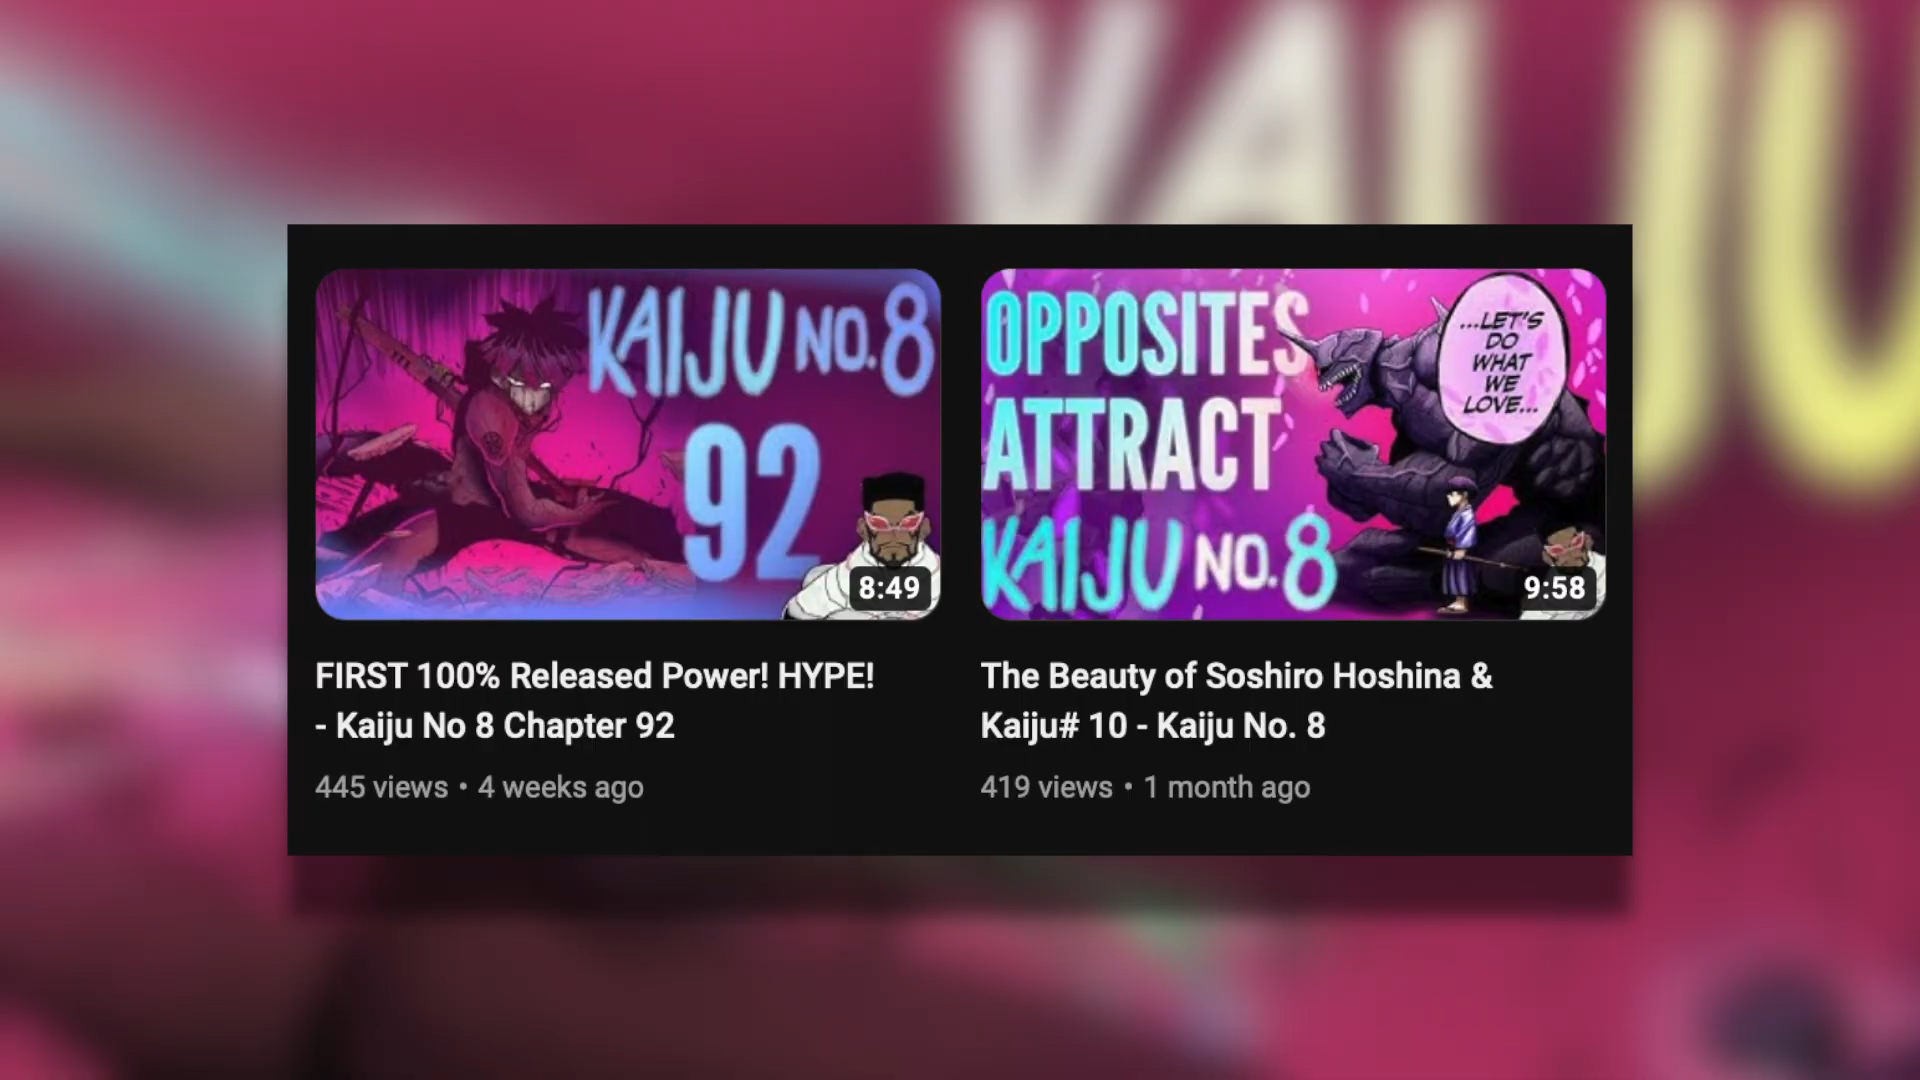 KAIJU
KAIJU NO. 8
92
8:49
FIRST 100% Released Power! HYPE!
- Kaiju No 8 Chapter 92
445 views • 4 weeks ago
OPPOSITES
ATTRACT
KAIJU NO. 8
...LET'S
DO
WHAT
WE
LOVE...
9:58
The Beauty of Soshiro Hoshina &
Kaiju# 10 - Kaiju No. 8
419 views • 1 month ago